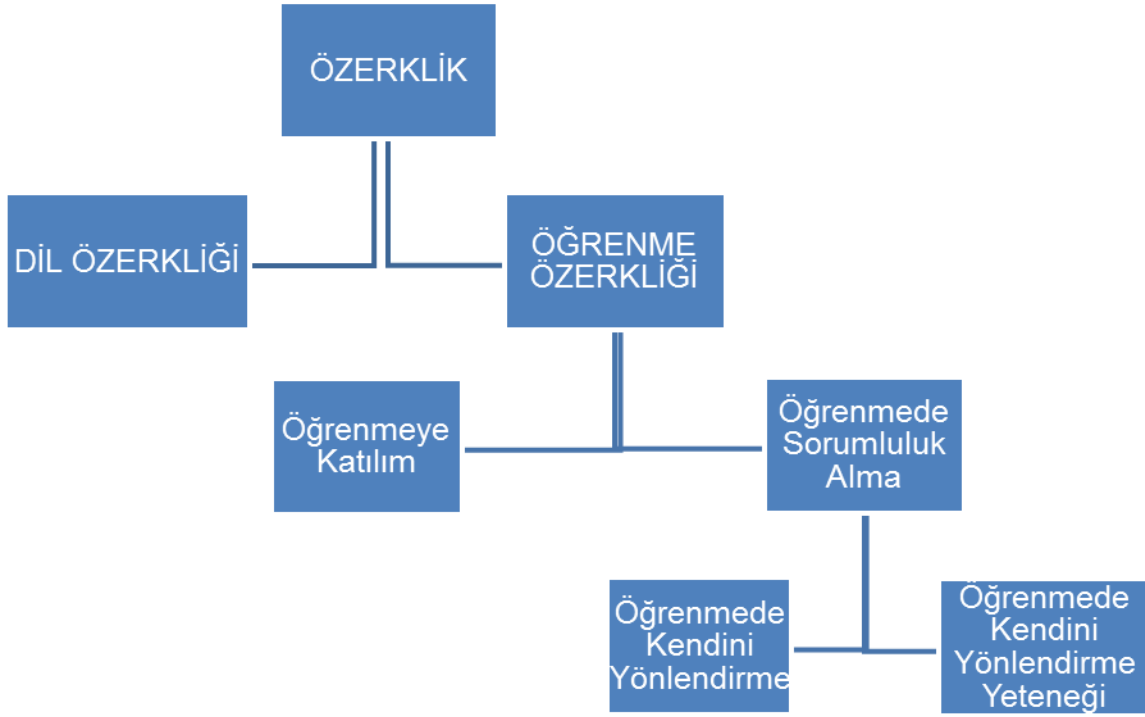 ÖZERKLİK
DİL ÖZERKLİĞİ
ÖĞRENME
ÖZERKLİĞİ
Öğrenmeye
Katılım
Öğrenmede
Sorumluluk
Alma
Öğrenmede
Kendini
Yönlendirme
Öğrenmede
Kendini
Yönlendirme
Yeteneği